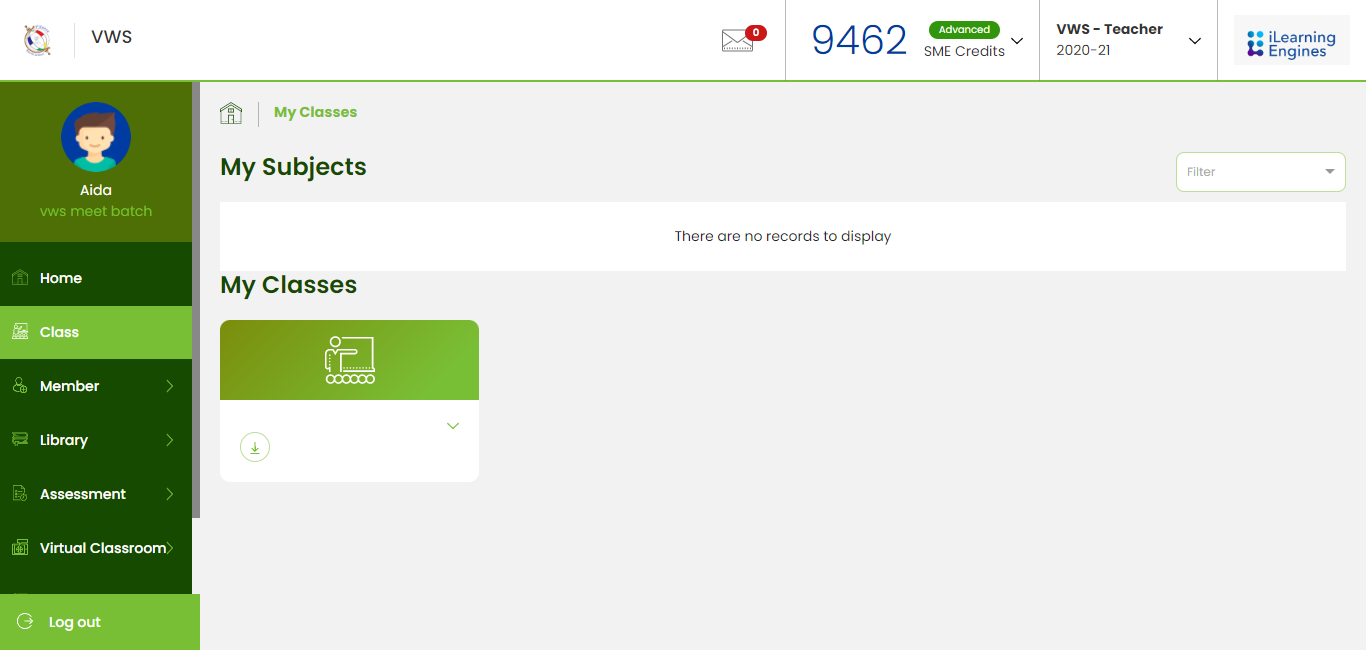 VWS
0
9462
Advanced
SME Credits
VWS - Teacher
2020-21
iLearning
Engines
Aida
vws meet batch
Home
Class
Member
Library
Assessment
Virtual Classroom
Log out
My Classes
My Subjects
Filter
There are no records to display
My Classes